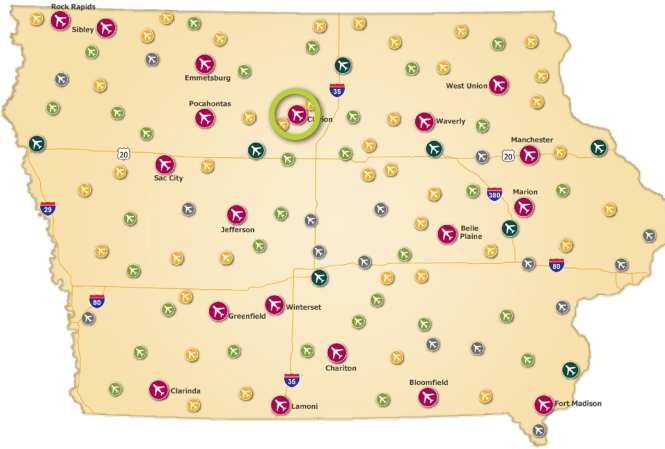 Rock Rapids
Sibley
Emmetsburg
35
West Union
Pocahontas
Clarion
Waverly
Manchester
20
20
Sac City
380
Marion
29
Jefferson
Belle
Plaine
80
80
Winterset
Greenfield
Chariton
35
Clarinda
Bloomfield
Lamoni
Fort Madison